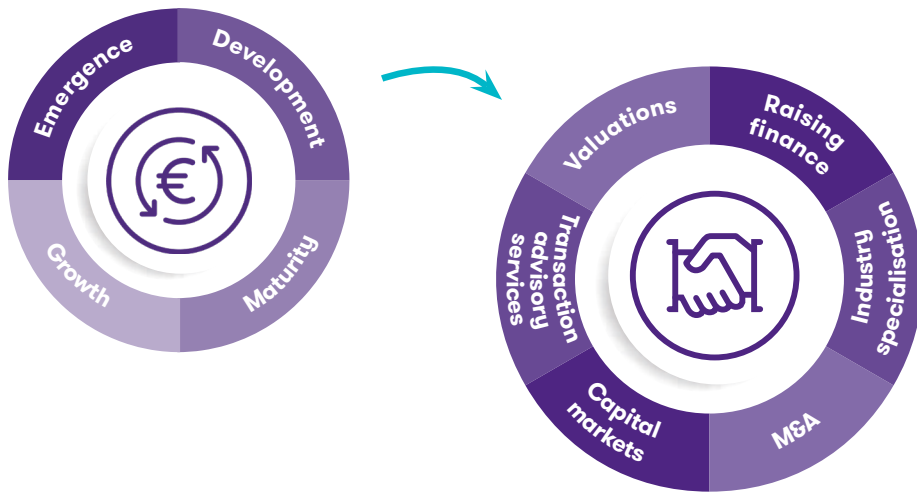 Emergence
Development
Maturity
Growth
€
Valuations
Raising
finance
Industry
specialisation
M&A
Capital
markets
Transaction
advisory
services